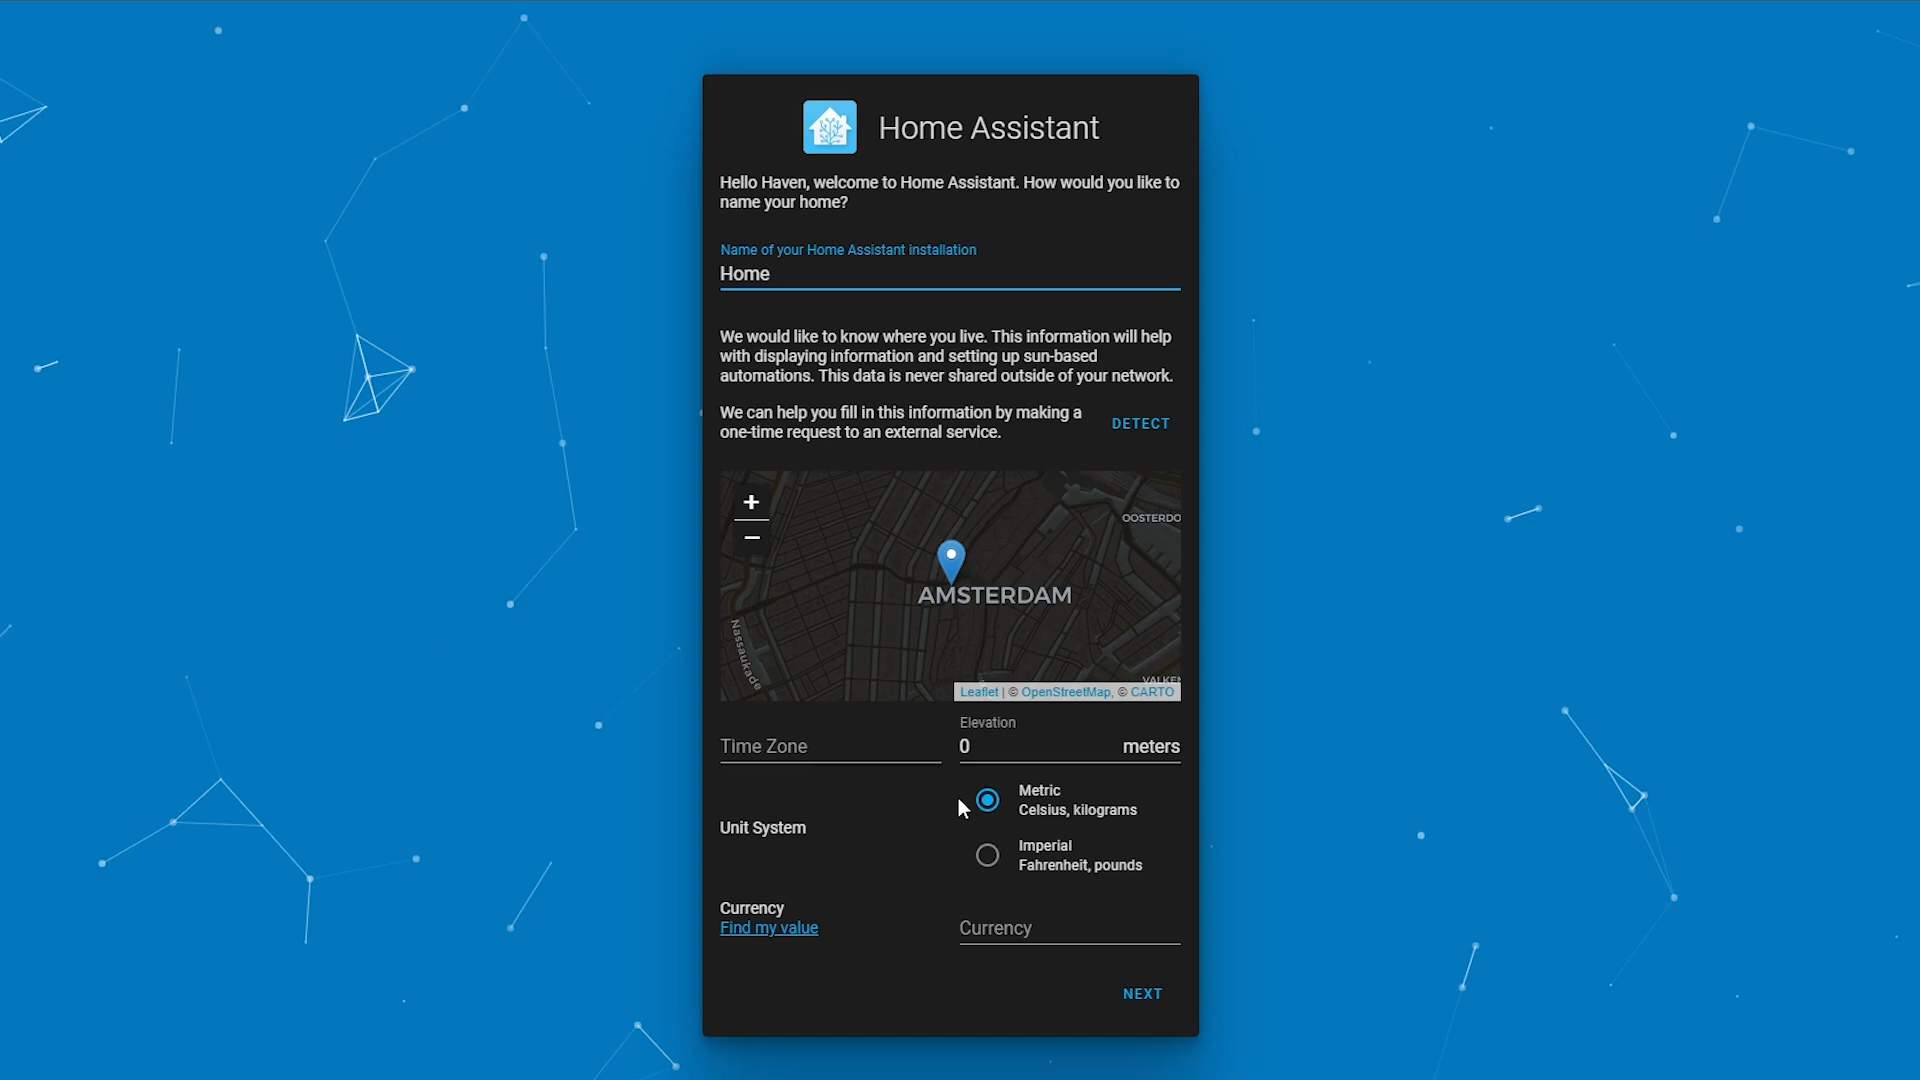 Home Assistant
Hello Haven, welcome to Home Assistant. How would you like to
name your home?
Name of your Home Assistant installation
Home
We would like to know where you live. This information will help
with displaying information and setting up sun-based
automations. This data is never shared outside of your network.
We can help you fill in this information by making a
one-time request to an external service.
DETECT
+
−
OOSTERDO
AMSTERDAM
Nassaukade
VALKEN
Leaflet | © OpenStreetMap, © CARTO
Elevation
Time Zone
0 meters
Metric
Celsius, kilograms
Unit System
Imperial
Fahrenheit, pounds
Currency
Find my value
Currency
NEXT